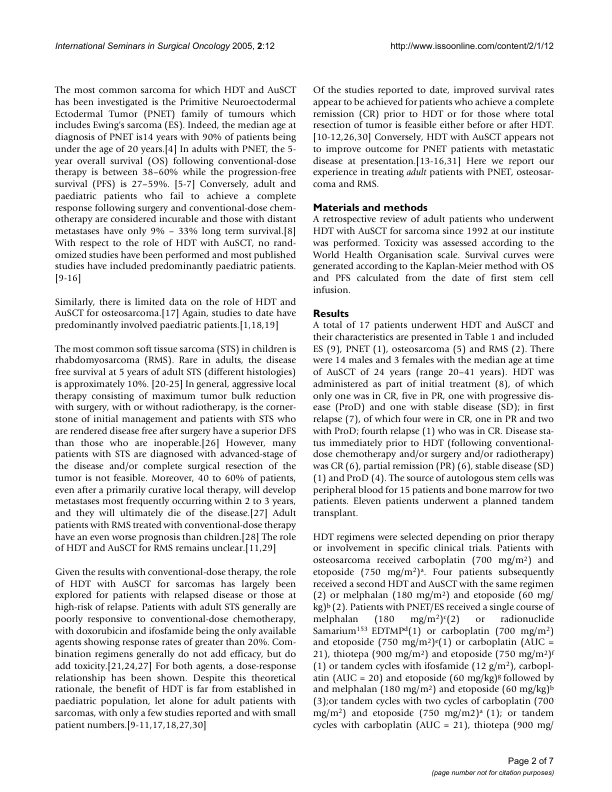 International Seminars in Surgical Oncology 2005, 2:12
http://www.issoonline.com/content/2/1/12
The most common sarcoma for which HDT and AuSCT
has been investigated is the Primitive Neuroectodermal
Ectodermal Tumor (PNET) family of tumours which
includes Ewing's sarcoma (ES). Indeed, the median age at
diagnosis of PNET is14 years with 90% of patients being
under the age of 20 years.[4] In adults with PNET, the 5-
year overall survival (OS) following conventional-dose
therapy is between 38–60% while the progression-free
survival (PFS) is 27–59%. [5-7] Conversely, adult and
paediatric patients who fail to achieve a complete
response following surgery and conventional-dose chem-
otherapy are considered incurable and those with distant
metastases have only 9% – 33% long term survival.[8]
With respect to the role of HDT with AuSCT, no ran-
domized studies have been performed and most published
studies have included predominantly paediatric patients.
[9-16]
Similarly, there is limited data on the role of HDT and
AuSCT for osteosarcoma.[17] Again, studies to date have
predominantly involved paediatric patients.[1,18,19]
The most common soft tissue sarcoma (STS) in children is
rhabdomyosarcoma (RMS). Rare in adults, the disease
free survival at 5 years of adult STS (different histologies)
is approximately 10%. [20-25] In general, aggressive local
therapy consisting of maximum tumor bulk reduction
with surgery, with or without radiotherapy, is the corner-
stone of initial management and patients with STS who
are rendered disease free after surgery have a superior DFS
than those who are inoperable.[26] However, many
patients with STS are diagnosed with advanced-stage of
the disease and/or complete surgical resection of the
tumor is not feasible. Moreover, 40 to 60% of patients,
even after a primarily curative local therapy, will develop
metastases most frequently occurring within 2 to 3 years,
and they will ultimately die of the disease.[27] Adult
patients with RMS treated with conventional-dose therapy
have an even worse prognosis than children.[28] The role
of HDT and AuSCT for RMS remains unclear.[11,29]
Given the results with conventional-dose therapy, the role
of HDT with AuSCT for sarcomas has largely been
explored for patients with relapsed disease or those at
high-risk of relapse. Patients with adult STS generally are
poorly responsive to conventional-dose chemotherapy,
with doxorubicin and ifosfamide being the only available
agents showing response rates of greater than 20%. Com-
bination regimens generally do not add efficacy, but do
add toxicity.[21,24,27] For both agents, a dose-response
relationship has been shown. Despite this theoretical
rationale, the benefit of HDT is far from established in
paediatric population, let alone for adult patients with
sarcomas, with only a few studies reported and with small
patient numbers.[9-11,17,18,27,30]
Of the studies reported to date, improved survival rates
appear to be achieved for patients who achieve a complete
remission (CR) prior to HDT or for those where total
resection of tumor is feasible either before or after HDT.
[10-12,26,30] Conversely, HDT with AuSCT appears not
to improve outcome for PNET patients with metastatic
disease at presentation.[13-16,31] Here we report our
experience in treating adult patients with PNET, osteosar-
coma and RMS.
Materials and methods
A retrospective review of adult patients who underwent
HDT with AuSCT for sarcoma since 1992 at our institute
was performed. Toxicity was assessed according to the
World Health Organisation scale. Survival curves were
generated according to the Kaplan-Meier method with OS
and PFS calculated from the date of first stem cell
infusion.
Results
A total of 17 patients underwent HDT and AuSCT and
their characteristics are presented in Table 1 and included
ES (9), PNET (1), osteosarcoma (5) and RMS (2). There
were 14 males and 3 females with the median age at time
of AuSCT of 24 years (range 20–41 years). HDT was
administered as part of initial treatment (8), of which
only one was in CR, five in PR, one with progressive dis-
ease (ProD) and one with stable disease (SD); in first
relapse (7), of which four were in CR, one in PR and two
with ProD; fourth relapse (1) who was in CR. Disease sta-
tus immediately prior to HDT (following conventional-
dose chemotherapy and/or surgery and/or radiotherapy)
was CR (6), partial remission (PR) (6), stable disease (SD)
(1) and ProD (4). The source of autologous stem cells was
peripheral blood for 15 patients and bone marrow for two
patients. Eleven patients underwent a planned tandem
transplant.
HDT regimens were selected depending on prior therapy
or involvement in specific clinical trials. Patients with
osteosarcoma received carboplatin (700 mg/m²) and
etoposide (750 mg/m²)ᵃ. Four patients subsequently
received a second HDT and AuSCT with the same regimen
(2) or melphalan (180 mg/m²) and etoposide (60 mg/
kg)ᵇ (2). Patients with PNET/ES received a single course of
melphalan (180 mg/m²)ᶜ(2) or radionuclide
Samarium¹⁵³ EDTMPᵈ(1) or carboplatin (700 mg/m²)
and etoposide (750 mg/m²)ᵉ(1) or carboplatin (AUC =
21), thiotepa (900 mg/m²) and etoposide (750 mg/m²)ᶠ
(1) or tandem cycles with ifosfamide (12 g/m²), carbopl-
atin (AUC = 20) and etoposide (60 mg/kg)ᵍ followed by
and melphalan (180 mg/m²) and etoposide (60 mg/kg)ᵇ
(3);or tandem cycles with two cycles of carboplatin (700
mg/m²) and etoposide (750 mg/m2)ᵃ (1); or tandem
cycles with carboplatin (AUC = 21), thiotepa (900 mg/
Page 2 of 7
(page number not for citation purposes)